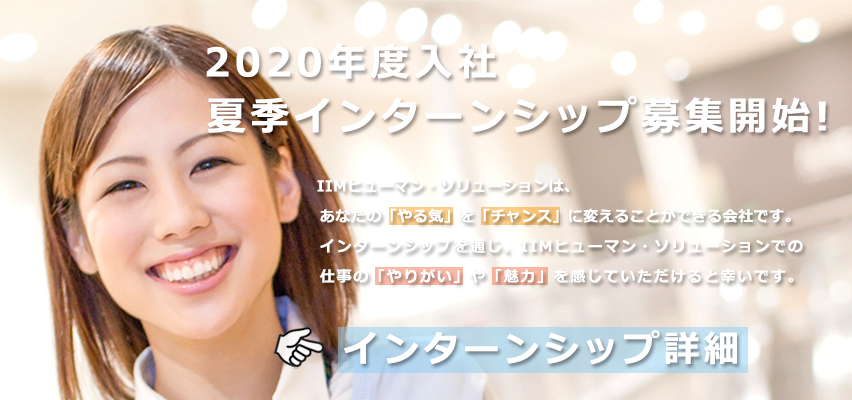 2020年度入社
夏季インターンシップ募集開始!
IIMヒューマン・ソリューションは、
あなたの「やる気」を「チャンス」に変えることができる会社です。
インターンシップを通し、IIMヒューマン・ソリューションでの
仕事の「やりがい」や「魅力」を感じていただけると幸いです。
インターンシップ詳細